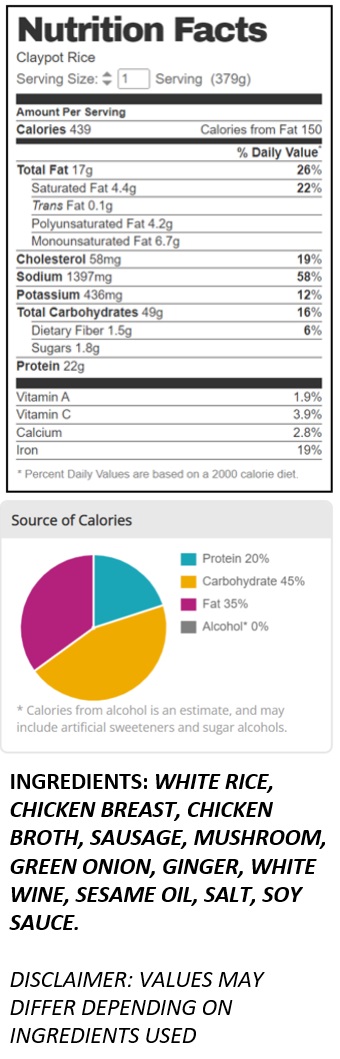 Nutrition Facts
Claypot Rice
Serving Size: 1 Serving (379g)
Amount Per Serving
Calories 439 Calories from Fat 150
% Daily Value*
Total Fat 17g 26%
Saturated Fat 4.4g 22%
Trans Fat 0.1g
Polyunsaturated Fat 4.2g
Monounsaturated Fat 6.7g
Cholesterol 58mg 19%
Sodium 1397mg 58%
Potassium 436mg 12%
Total Carbohydrates 49g 16%
Dietary Fiber 1.5g 6%
Sugars 1.8g
Protein 22g
Vitamin A 1.9%
Vitamin C 3.9%
Calcium 2.8%
Iron 19%
* Percent Daily Values are based on a 2000 calorie diet.
Source of Calories
Protein 20%
Carbohydrate 45%
Fat 35%
Alcohol* 0%
* Calories from alcohol is an estimate, and may
include artificial sweeteners and sugar alcohols.
INGREDIENTS: WHITE RICE,
CHICKEN BREAST, CHICKEN
BROTH, SAUSAGE, MUSHROOM,
GREEN ONION, GINGER, WHITE
WINE, SESAME OIL, SALT, SOY
SAUCE.
DISCLAIMER: VALUES MAY
DIFFER DEPENDING ON
INGREDIENTS USED